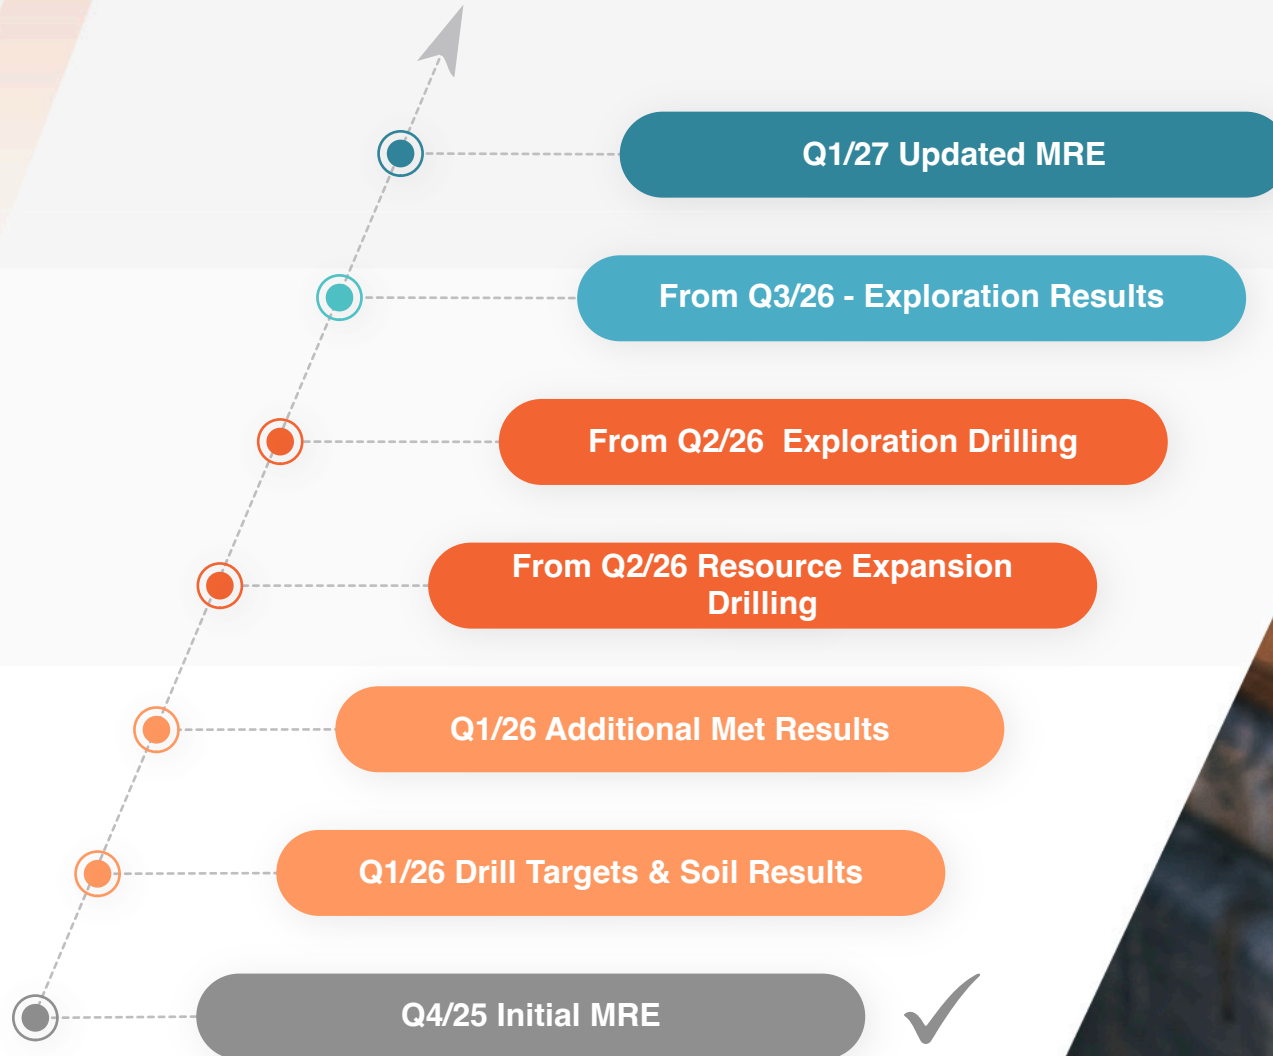 Q1/27 Updated MRE
From Q3/26 - Exploration Results
From Q2/26  Exploration Drilling
From Q2/26 Resource Expansion
Drilling
Q1/26 Additional Met Results
Q1/26 Drill Targets & Soil Results
Q4/25 Initial MRE